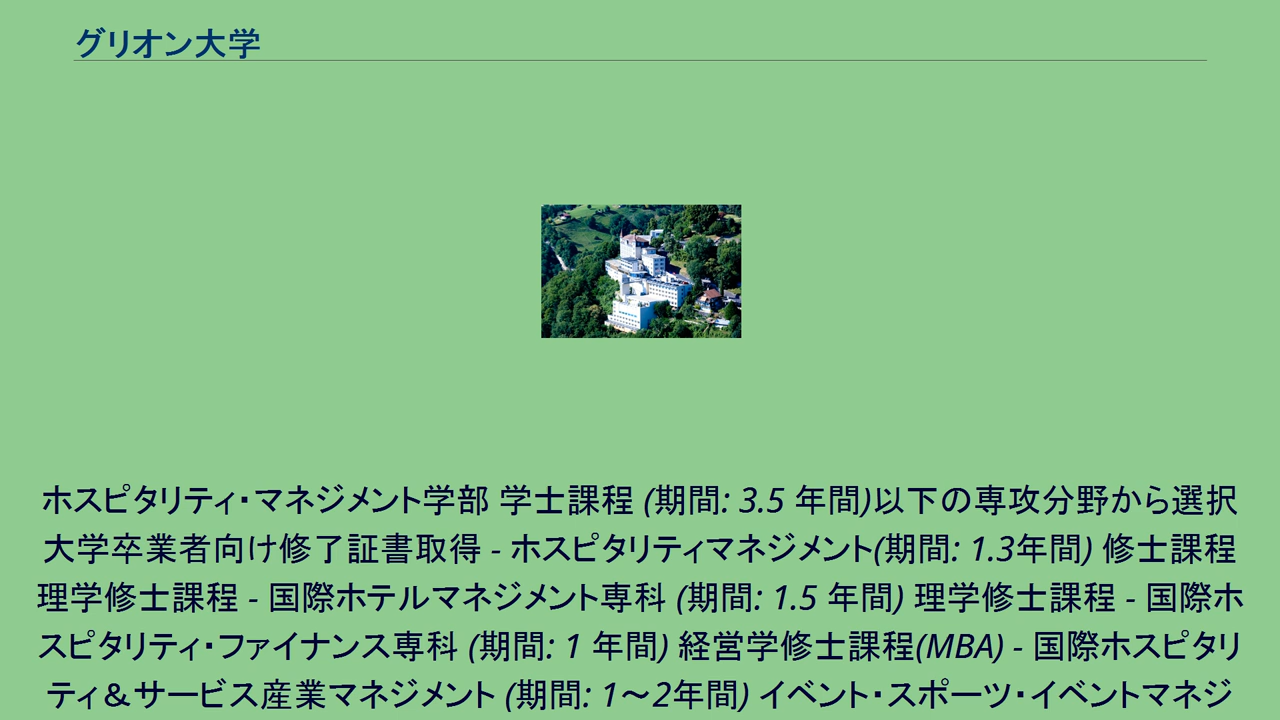 グリオン大学
ホスピタリティ・マネジメント学部 学士課程 (期間: 3.5 年間)以下の専攻分野から選択
大学卒業者向け修了証書取得 - ホスピタリティマネジメント(期間: 1.3年間) 修士課程
理学修士課程 - 国際ホテルマネジメント専科 (期間: 1.5 年間) 理学修士課程 - 国際ホ
スピタリティ・ファイナンス専科 (期間: 1 年間) 経営学修士課程(MBA) - 国際ホスピタリ
ティ＆サービス産業マネジメント (期間: 1～2年間) イベント・スポーツ・イベントマネジ